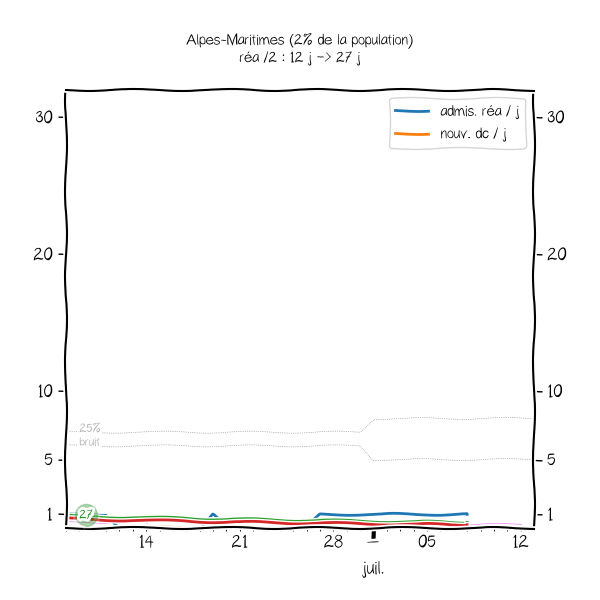 Alpes-Maritimes (2% de la population)
réa /2 : 12 j -> 27 j
admis. réa / j
nouv. dc / j
30 30
20 20
10 10
25%
bruit
5 5
1 27 1
14 21 28 05 12
juil.